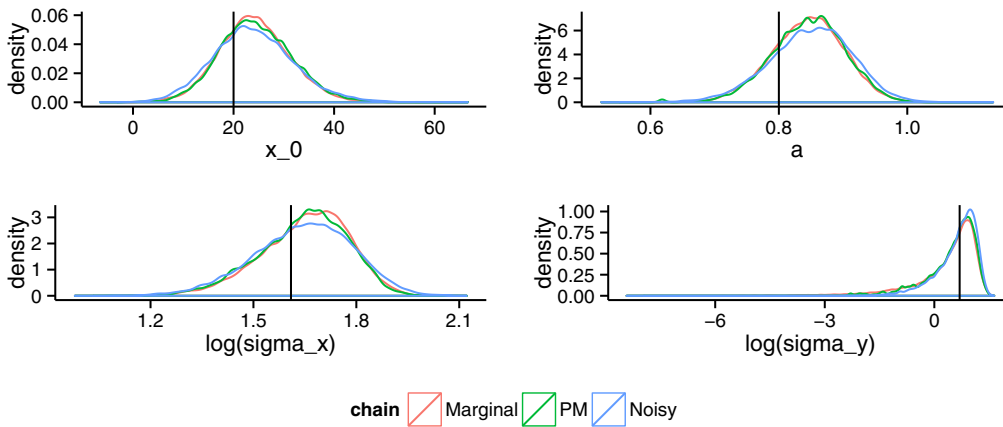 0.06
0.04
0.02
0.00
density
0 20 40 60
x_0
6
4
2
0
density
0.6 0.8 1.0
a
3
2
1
0
density
1.2 1.5 1.8 2.1
log(sigma_x)
1.00
0.75
0.50
0.25
0.00
density
−6 −3 0
log(sigma_y)
chain Marginal PM Noisy